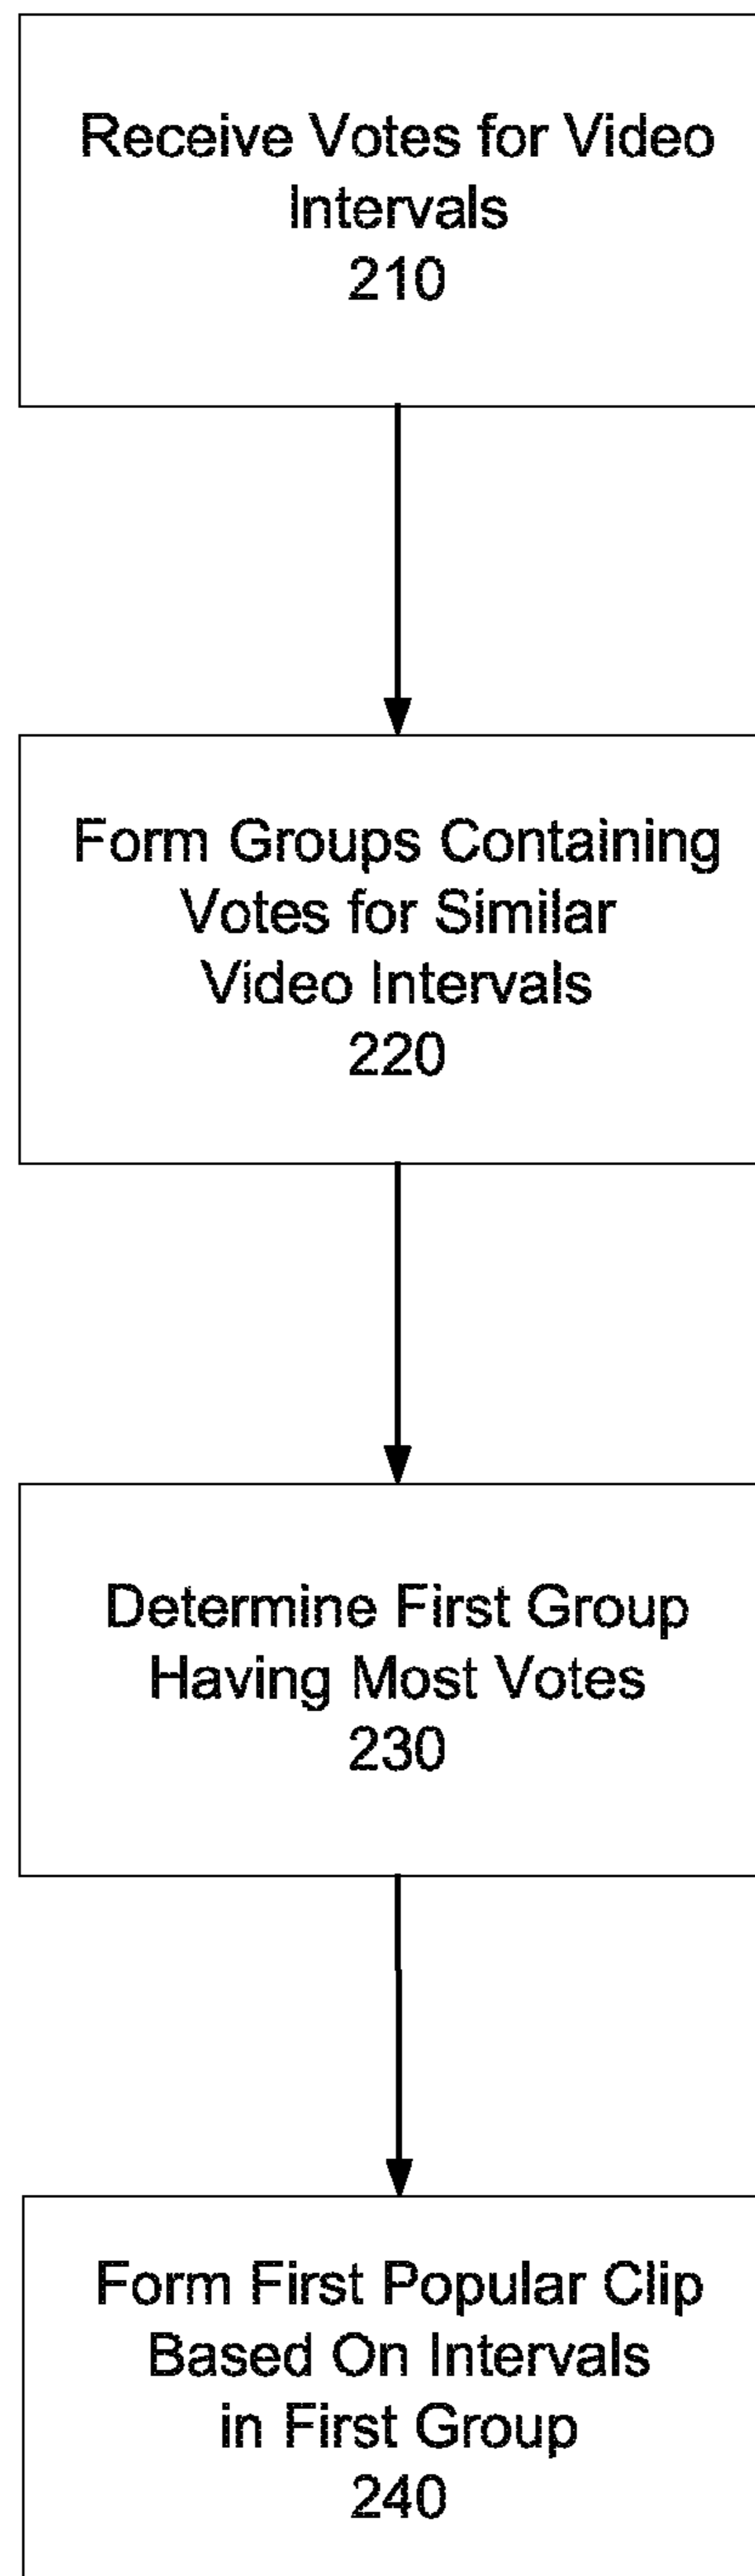 Receive Votes for Video
Intervals
210
Form Groups Containing
Votes for Similar
Video Intervals
220
Determine First Group
Having Most Votes
230
Form First Popular Clip
Based On Intervals
in First Group
240